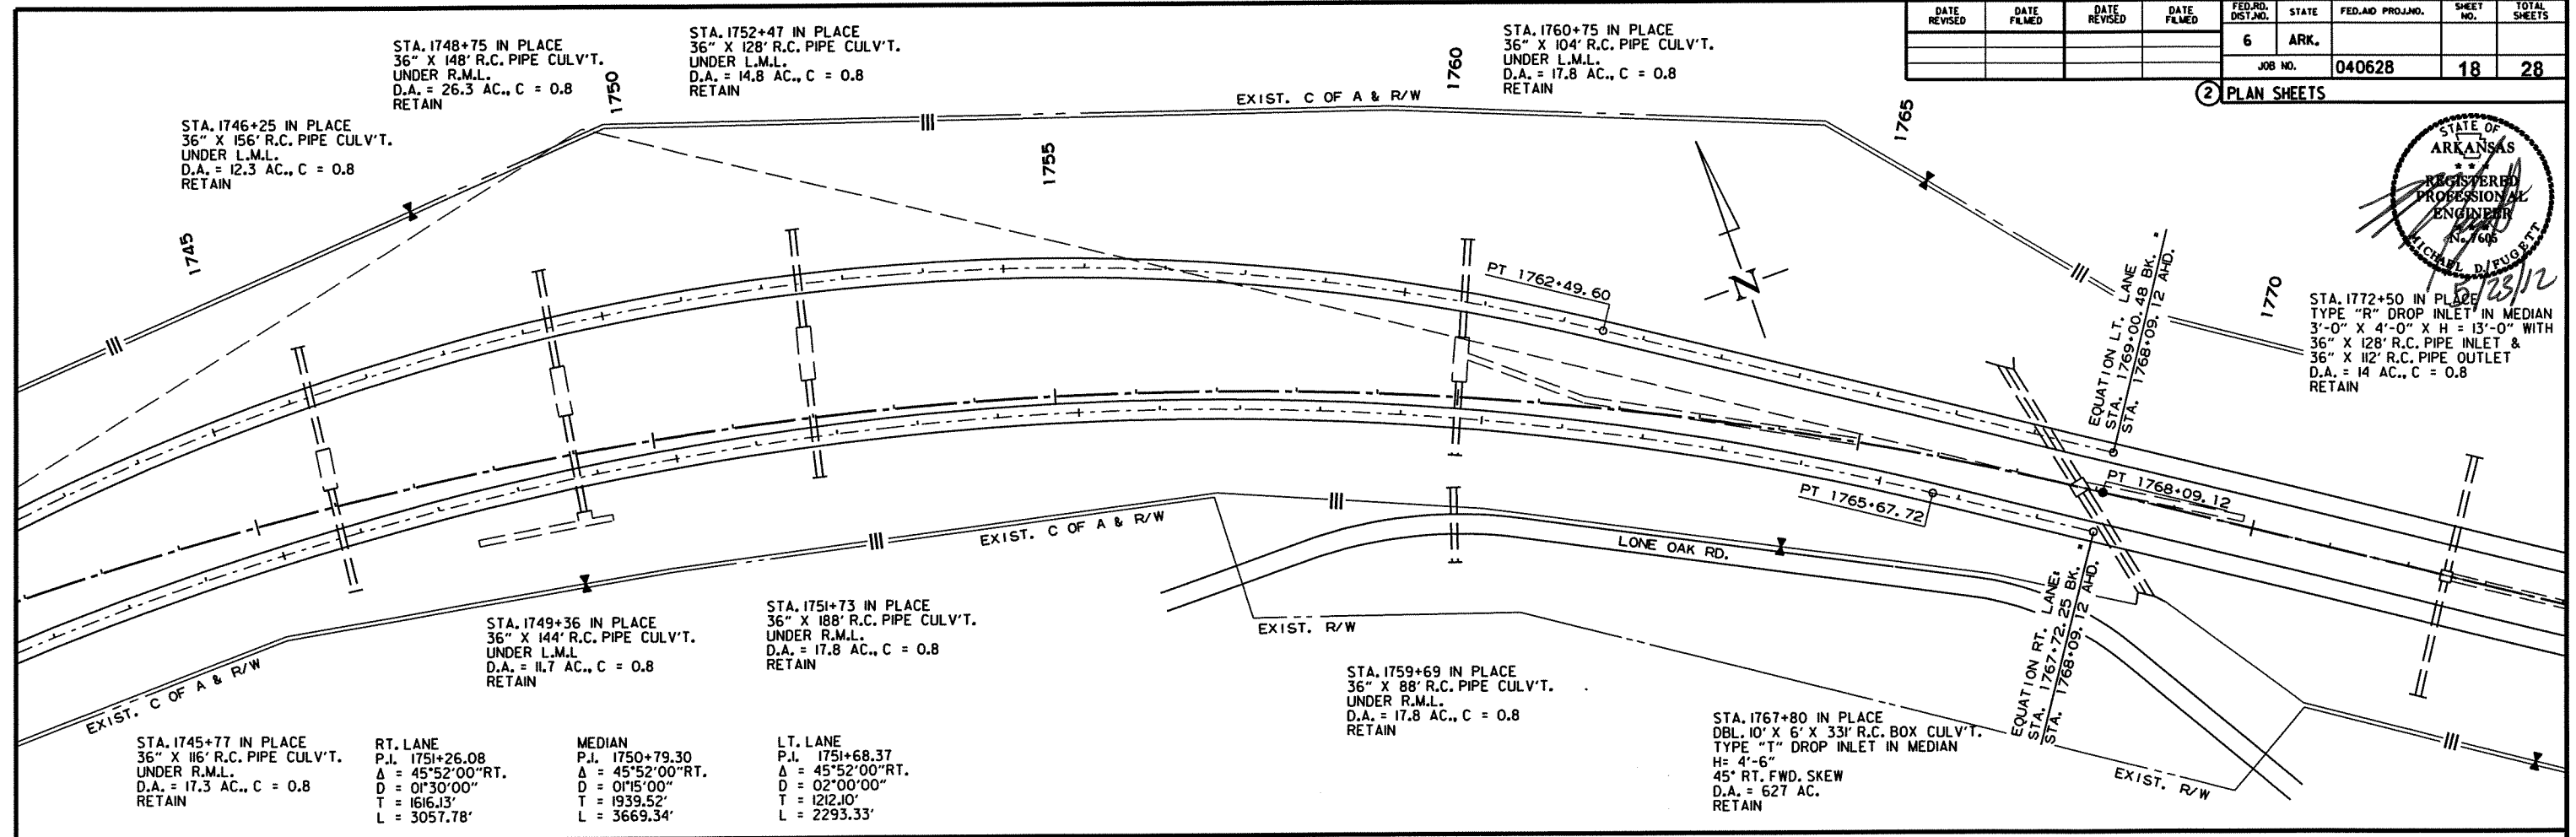 DATE REVISED
DATE FILMED
DATE REVISED
DATE FILMED
FED.RD. DIST.NO.
STATE
FED.AID PROJ.NO.
SHEET NO.
TOTAL SHEETS
6
ARK.
JOB NO.
040628
18
28
2
PLAN SHEETS
STATE OF
ARKANSAS
* * *
REGISTERED
PROFESSIONAL
ENGINEER
* * *
No. 7605
MICHAEL D. FUGETT
5/23/12
STA. 1746+25 IN PLACE
36" X 156' R.C. PIPE CULV'T.
UNDER L.M.L.
D.A. = 12.3 AC., C = 0.8
RETAIN
STA. 1748+75 IN PLACE
36" X 148' R.C. PIPE CULV'T.
UNDER R.M.L.
D.A. = 26.3 AC., C = 0.8
RETAIN
STA. 1752+47 IN PLACE
36" X 128' R.C. PIPE CULV'T.
UNDER L.M.L.
D.A. = 14.8 AC., C = 0.8
RETAIN
STA. 1760+75 IN PLACE
36" X 104' R.C. PIPE CULV'T.
UNDER L.M.L.
D.A. = 17.8 AC., C = 0.8
RETAIN
1745
1750
1755
1760
1765
1770
EXIST. C OF A & R/W
N
PT 1762+49.60
EQUATION LT. LANE
STA. 1769+00.48 BK. =
STA. 1768+09.12 AHD.
STA. 1772+50 IN PLACE
TYPE "R" DROP INLET IN MEDIAN
3'-0" X 4'-0" X H = 13'-0" WITH
36" X 128' R.C. PIPE INLET &
36" X 112' R.C. PIPE OUTLET
D.A. = 14 AC., C = 0.8
RETAIN
PT 1768+09.12
PT 1765+67.72
LONE OAK RD.
EXIST. C OF A & R/W
EXIST. C OF A & R/W
EXIST. R/W
EXIST. R/W
EQUATION RT. LANE:
STA. 1767+72.25 BK. =
STA. 1768+09.12 AHD.
STA. 1749+36 IN PLACE
36" X 144' R.C. PIPE CULV'T.
UNDER L.M.L
D.A. = 11.7 AC., C = 0.8
RETAIN
STA. 1751+73 IN PLACE
36" X 188' R.C. PIPE CULV'T.
UNDER R.M.L.
D.A. = 17.8 AC., C = 0.8
RETAIN
STA. 1759+69 IN PLACE
36" X 88' R.C. PIPE CULV'T.
UNDER R.M.L.
D.A. = 17.8 AC., C = 0.8
RETAIN
STA. 1767+80 IN PLACE
DBL. 10' X 6' X 331' R.C. BOX CULV'T.
TYPE "T" DROP INLET IN MEDIAN
H= 4'-6"
45° RT. FWD. SKEW
D.A. = 627 AC.
RETAIN
STA. 1745+77 IN PLACE
36" X 116' R.C. PIPE CULV'T.
UNDER R.M.L.
D.A. = 17.3 AC., C = 0.8
RETAIN
RT. LANE
P.I. 1751+26.08
Δ = 45°52'00"RT.
D = 01°30'00"
T = 1616.13'
L = 3057.78'
MEDIAN
P.I. 1750+79.30
Δ = 45°52'00"RT.
D = 01°15'00"
T = 1939.52'
L = 3669.34'
LT. LANE
P.I. 1751+68.37
Δ = 45°52'00"RT.
D = 02°00'00"
T = 1212.10'
L = 2293.33'